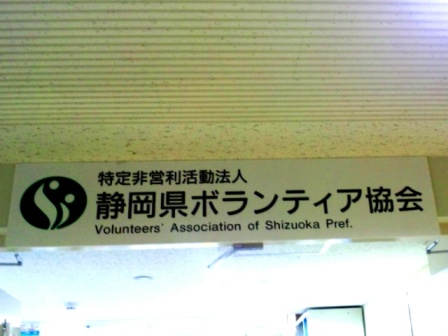 特定非営利活動法人
静岡県ボランティア協会
Volunteers' Association of Shizuoka Pref.